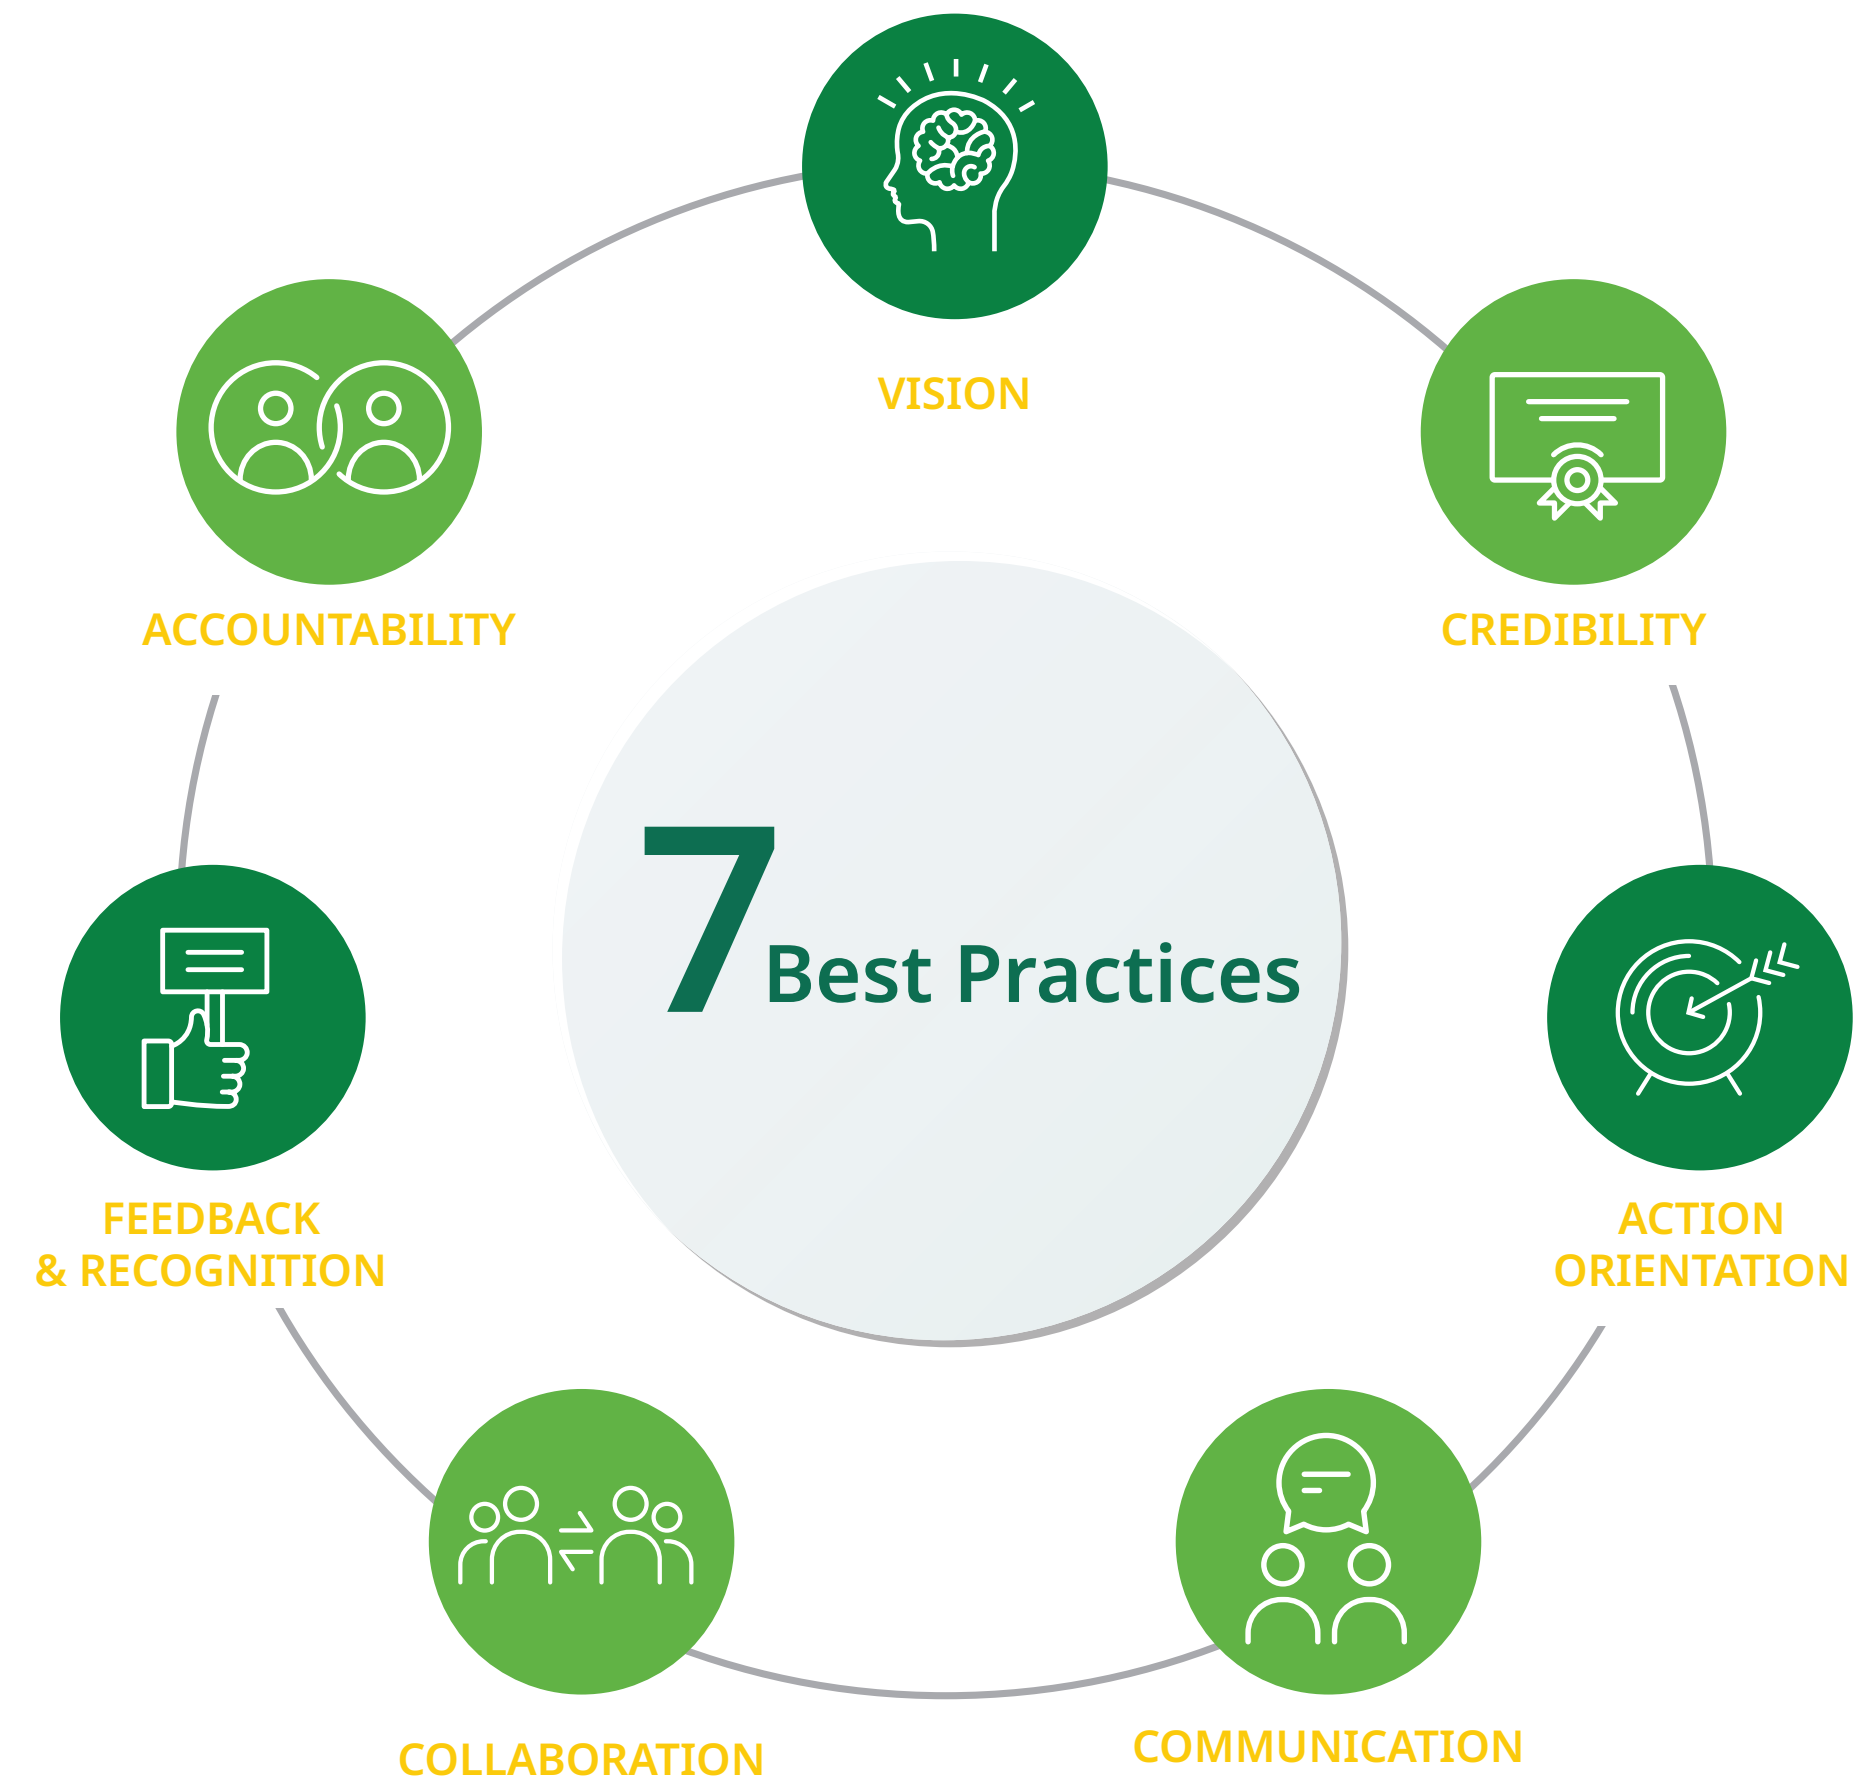 VISION
ACCOUNTABILITY
CREDIBILITY
7 Best Practices
FEEDBACK
& RECOGNITION
ACTION
ORIENTATION
COLLABORATION
COMMUNICATION